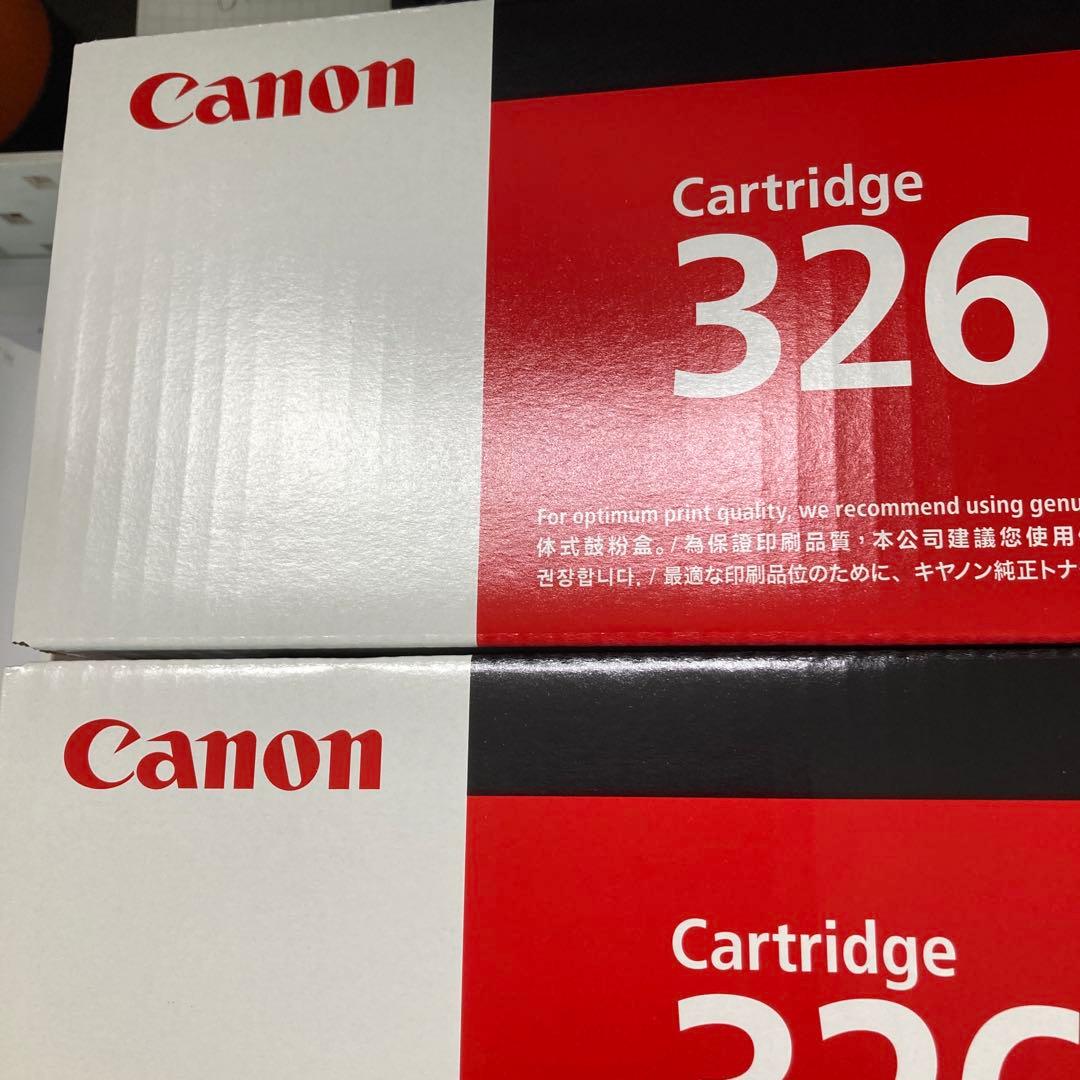 Canon
Cartridge
326
For optimum print quality, we recommend using genu
体式鼓粉盒。/ 為保證印刷品質，本公司建議您使用
권장합니다. / 最適な印刷品位のために、キヤノン純正トナ
Canon
Cartridge
326